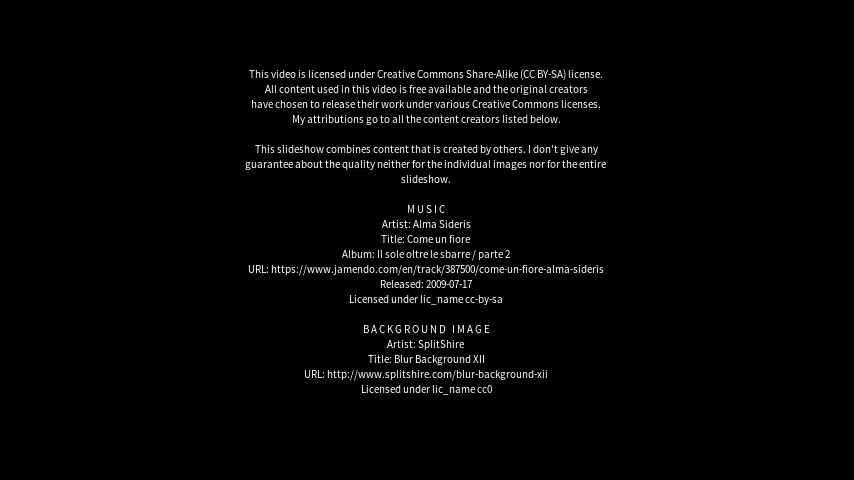 This video is licensed under Creative Commons Share-Alike (CC BY-SA) license.
All content used in this video is free available and the original creators
have chosen to release their work under various Creative Commons licenses.
My attributions go to all the content creators listed below.
This slideshow combines content that is created by others. I don't give any
guarantee about the quality neither for the individual images nor for the entire
slideshow.
MUSIC
Artist: Alma Sideris
Title: Come un fiore
Album: Il sole oltre le sbarre / parte 2
URL: https://www.jamendo.com/en/track/387500/come-un-fiore-alma-sideris
Released: 2009-07-17
Licensed under lic_name cc-by-sa
BACKGROUND IMAGE
Artist: SplitShire
Title: Blur Background XII
URL: http://www.splitshire.com/blur-background-xii
Licensed under lic_name cc0